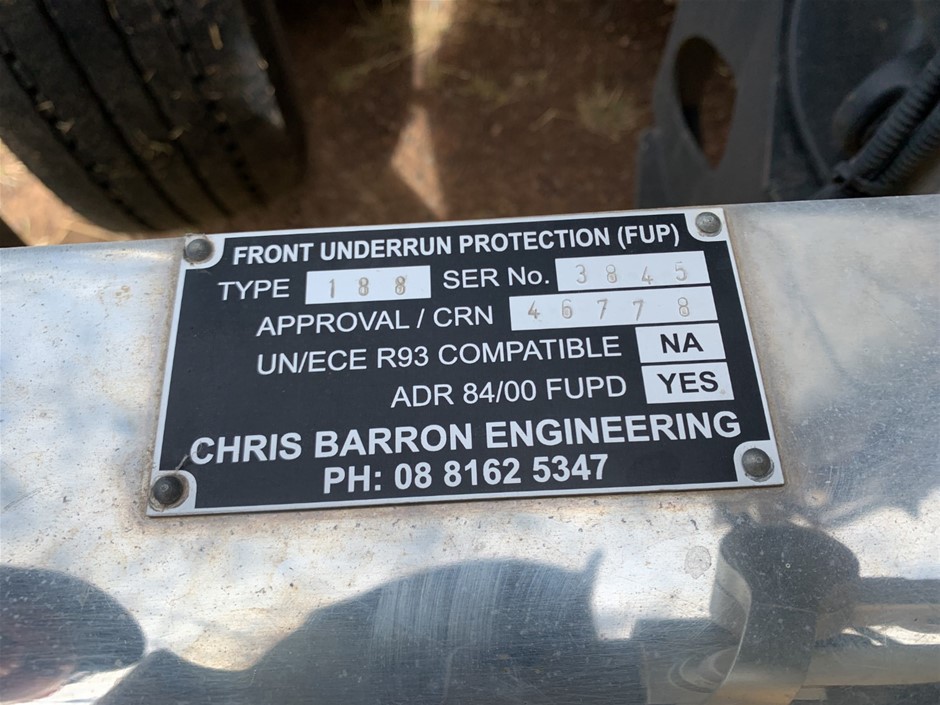 FRONT UNDERRUN PROTECTION (FUP)
TYPE 188 SER No. 3845
APPROVAL / CRN 46778
UN/ECE R93 COMPATIBLE NA
ADR 84/00 FUPD YES
CHRIS BARRON ENGINEERING
PH: 08 8162 5347